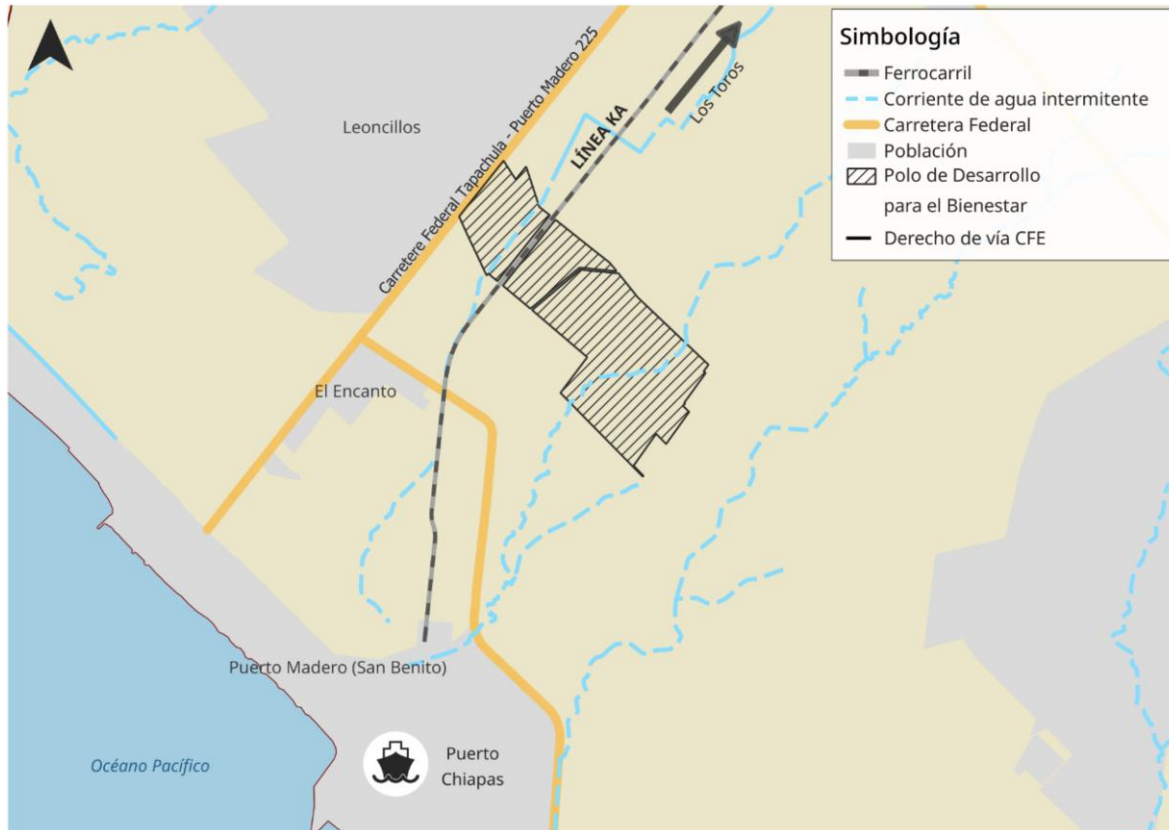 Simbología
Ferrocarril
Corriente de agua intermitente
Carretera Federal
Población
Polo de Desarrollo
para el Bienestar
Derecho de vía CFE
Leoncillos
Carretere Federal Tapachula - Puerto Madero 225
LÍNEA KA
Los Toros
El Encanto
Puerto Madero (San Benito)
Océano Pacífico
Puerto
Chiapas